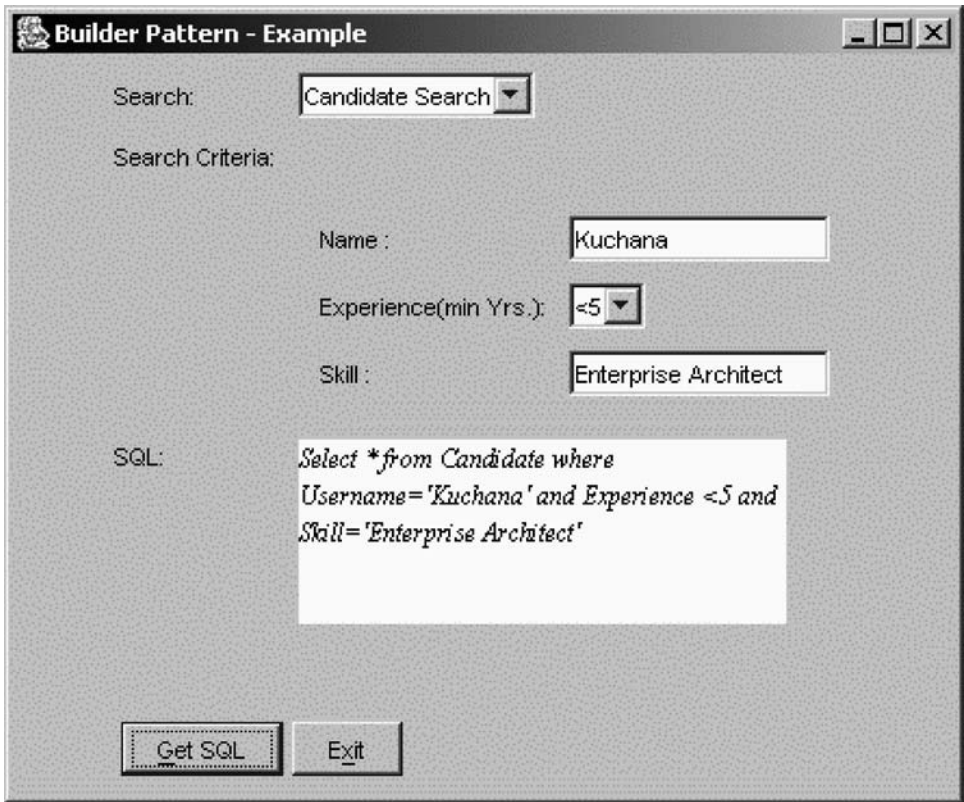 Builder Pattern - Example
Search: Candidate Search
Search Criteria:
Name : Kuchana
Experience(min Yrs.): <5
Skill : Enterprise Architect
SQL: Select *from Candidate where
Username='Kuchana' and Experience <5 and
Skill='Enterprise Architect'
Get SQL Exit